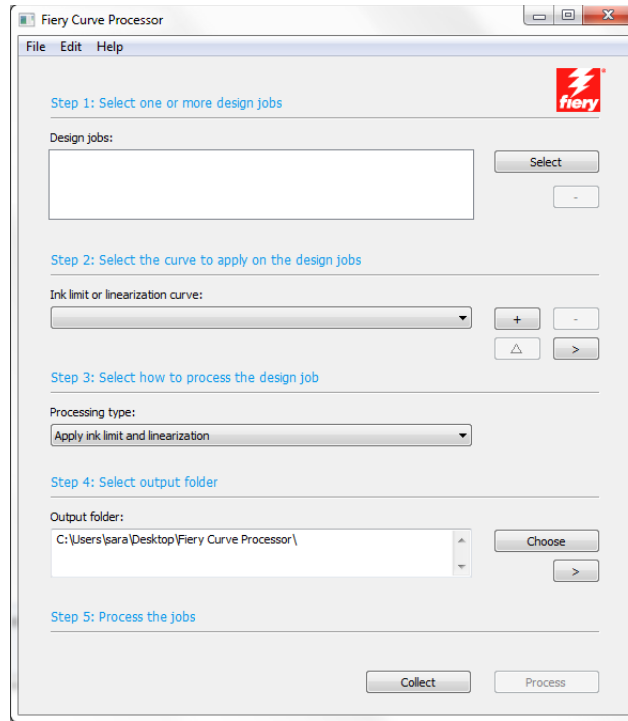 Fiery Curve Processor
File Edit Help
fiery
Step 1: Select one or more design jobs
Design jobs:
Select
-
Step 2: Select the curve to apply on the design jobs
Ink limit or linearization curve:
+ -
△ >
Step 3: Select how to process the design job
Processing type:
Apply ink limit and linearization
Step 4: Select output folder
Output folder:
C:\Users\sara\Desktop\Fiery Curve Processor\
Choose
>
Step 5: Process the jobs
Collect Process